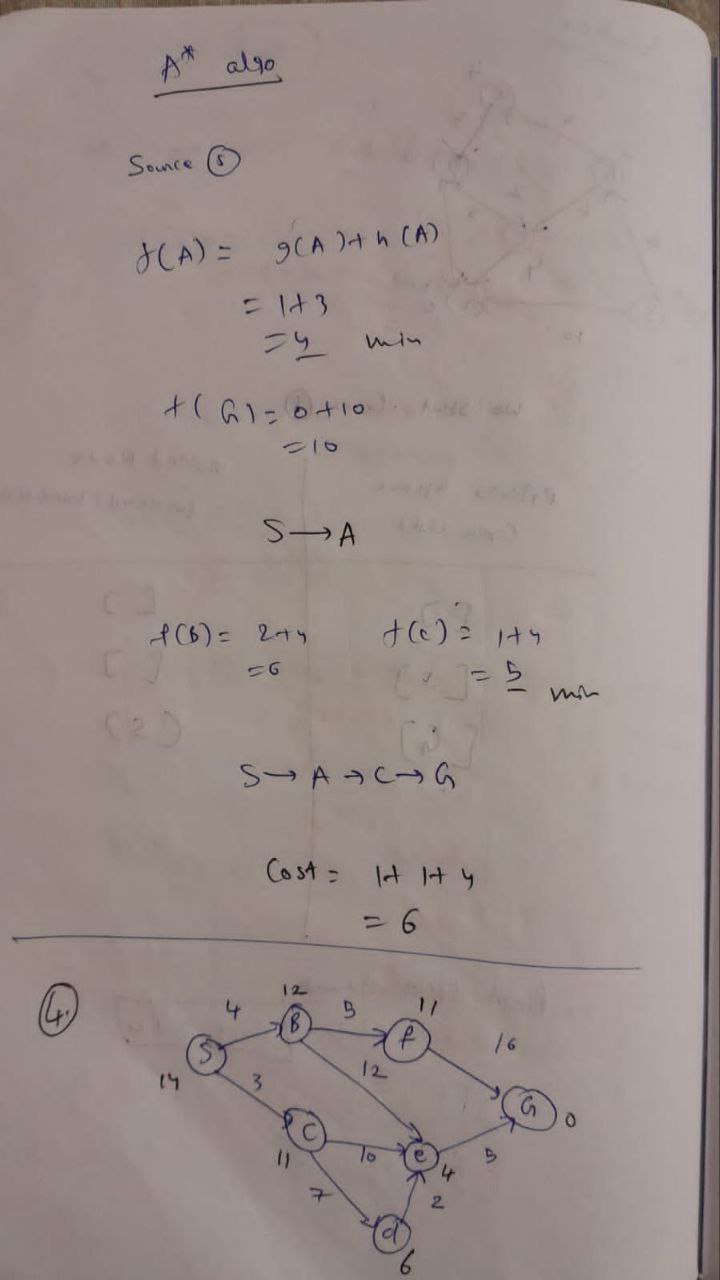 A* algo
Source (S)
f(A) = g(A)+h(A)
= 1+3
= 4 min
f(G) = 0+10
= 10
S → A
f(B) = 2+4 f(C) = 1+4
= 6 = 5 min
S → A → C → G
Cost = 1+1+4
= 6
4.
12
4 B 5 11
S f 16
12
14 3 G 0
C
11 10 e 4 5
7 2
d
6